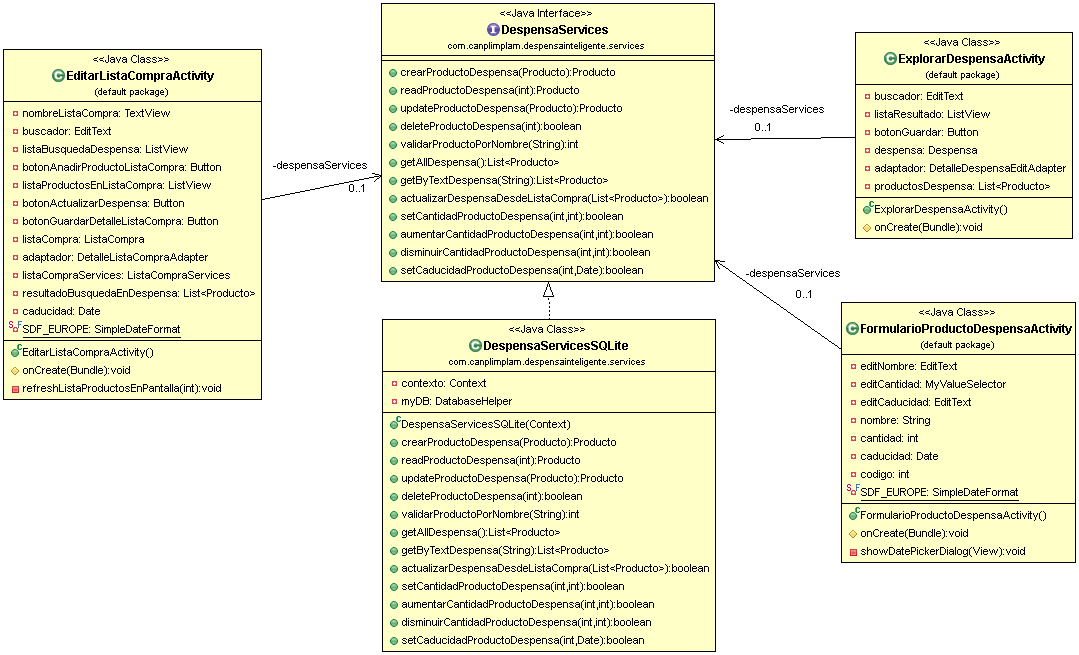 <<Java Class>>
EditarListaCompraActivity
(default package)
nombreListaCompra: TextView
buscador: EditText
listaBusquedaDespensa: ListView
botonAnadirProductoListaCompra: Button
listaProductosEnListaCompra: ListView
botonActualizarDespensa: Button
botonGuardarDetalleListaCompra: Button
listaCompra: ListaCompra
adaptador: DetalleListaCompraAdapter
listaCompraServices: ListaCompraServices
resultadoBusquedaEnDespensa: List<Producto>
caducidad: Date
SDF_EUROPE: SimpleDateFormat
EditarListaCompraActivity()
onCreate(Bundle):void
refreshListaProductosEnPantalla(int):void
-despensaServices
0..1
<<Java Interface>>
DespensaServices
com.canplimplam.despensainteligente.services
crearProductoDespensa(Producto):Producto
readProductoDespensa(int):Producto
updateProductoDespensa(Producto):Producto
deleteProductoDespensa(int):boolean
validarProductoPorNombre(String):int
getAllDespensa():List<Producto>
getByTextDespensa(String):List<Producto>
actualizarDespensaDesdeListaCompra(List<Producto>):boolean
setCantidadProductoDespensa(int,int):boolean
aumentarCantidadProductoDespensa(int,int):boolean
disminuirCantidadProductoDespensa(int,int):boolean
setCaducidadProductoDespensa(int,Date):boolean
<<Java Class>>
DespensaServicesSQLite
com.canplimplam.despensainteligente.services
contexto: Context
myDB: DatabaseHelper
DespensaServicesSQLite(Context)
crearProductoDespensa(Producto):Producto
readProductoDespensa(int):Producto
updateProductoDespensa(Producto):Producto
deleteProductoDespensa(int):boolean
validarProductoPorNombre(String):int
getAllDespensa():List<Producto>
getByTextDespensa(String):List<Producto>
actualizarDespensaDesdeListaCompra(List<Producto>):boolean
setCantidadProductoDespensa(int,int):boolean
aumentarCantidadProductoDespensa(int,int):boolean
disminuirCantidadProductoDespensa(int,int):boolean
setCaducidadProductoDespensa(int,Date):boolean
-despensaServices
0..1
<<Java Class>>
ExplorarDespensaActivity
(default package)
buscador: EditText
listaResultado: ListView
botonGuardar: Button
despensa: Despensa
adaptador: DetalleDespensaEditAdapter
productosDespensa: List<Producto>
ExplorarDespensaActivity()
onCreate(Bundle):void
-despensaServices
0..1
<<Java Class>>
FormularioProductoDespensaActivity
(default package)
editNombre: EditText
editCantidad: MyValueSelector
editCaducidad: EditText
nombre: String
cantidad: int
caducidad: Date
codigo: int
SDF_EUROPE: SimpleDateFormat
FormularioProductoDespensaActivity()
onCreate(Bundle):void
showDatePickerDialog(View):void